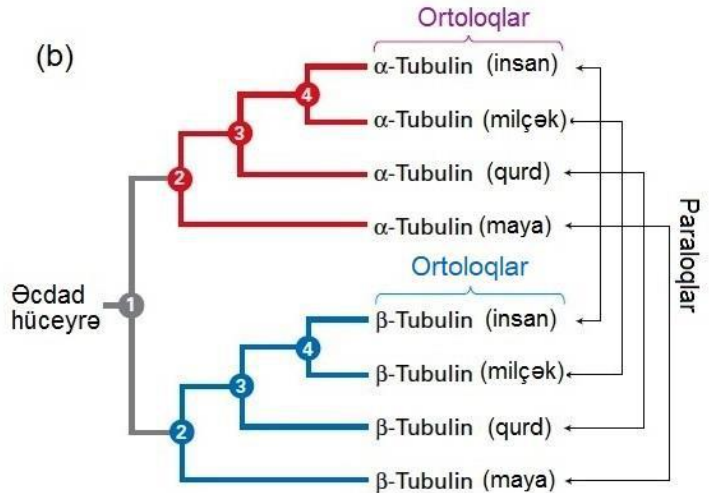 (b)
Ortoloqlar
α-Tubulin (insan)
α-Tubulin (milçək)
α-Tubulin (qurd)
α-Tubulin (maya)
Ortoloqlar
β-Tubulin (insan)
β-Tubulin (milçək)
β-Tubulin (qurd)
β-Tubulin (maya)
Paraloqlar
Əcdad
hüceyrə
1
2
3
4
2
3
4